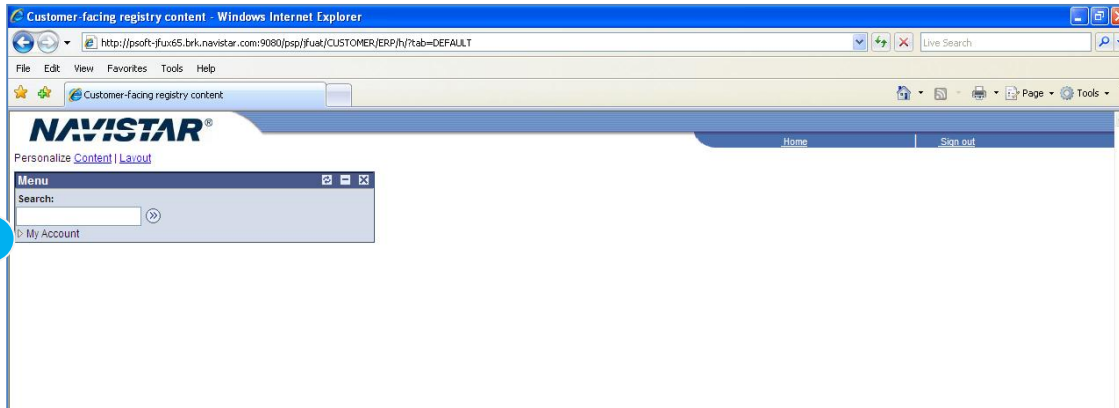 Customer-facing registry content - Windows Internet Explorer
http://psoft-jfux65.brk.navistar.com:9080/psp/jfuat/CUSTOMER/ERP/h/?tab=DEFAULT
Live Search
File Edit View Favorites Tools Help
Customer-facing registry content
Page Tools
NAVISTAR®
Home Sign out
Personalize Content | Layout
Menu
Search:
My Account